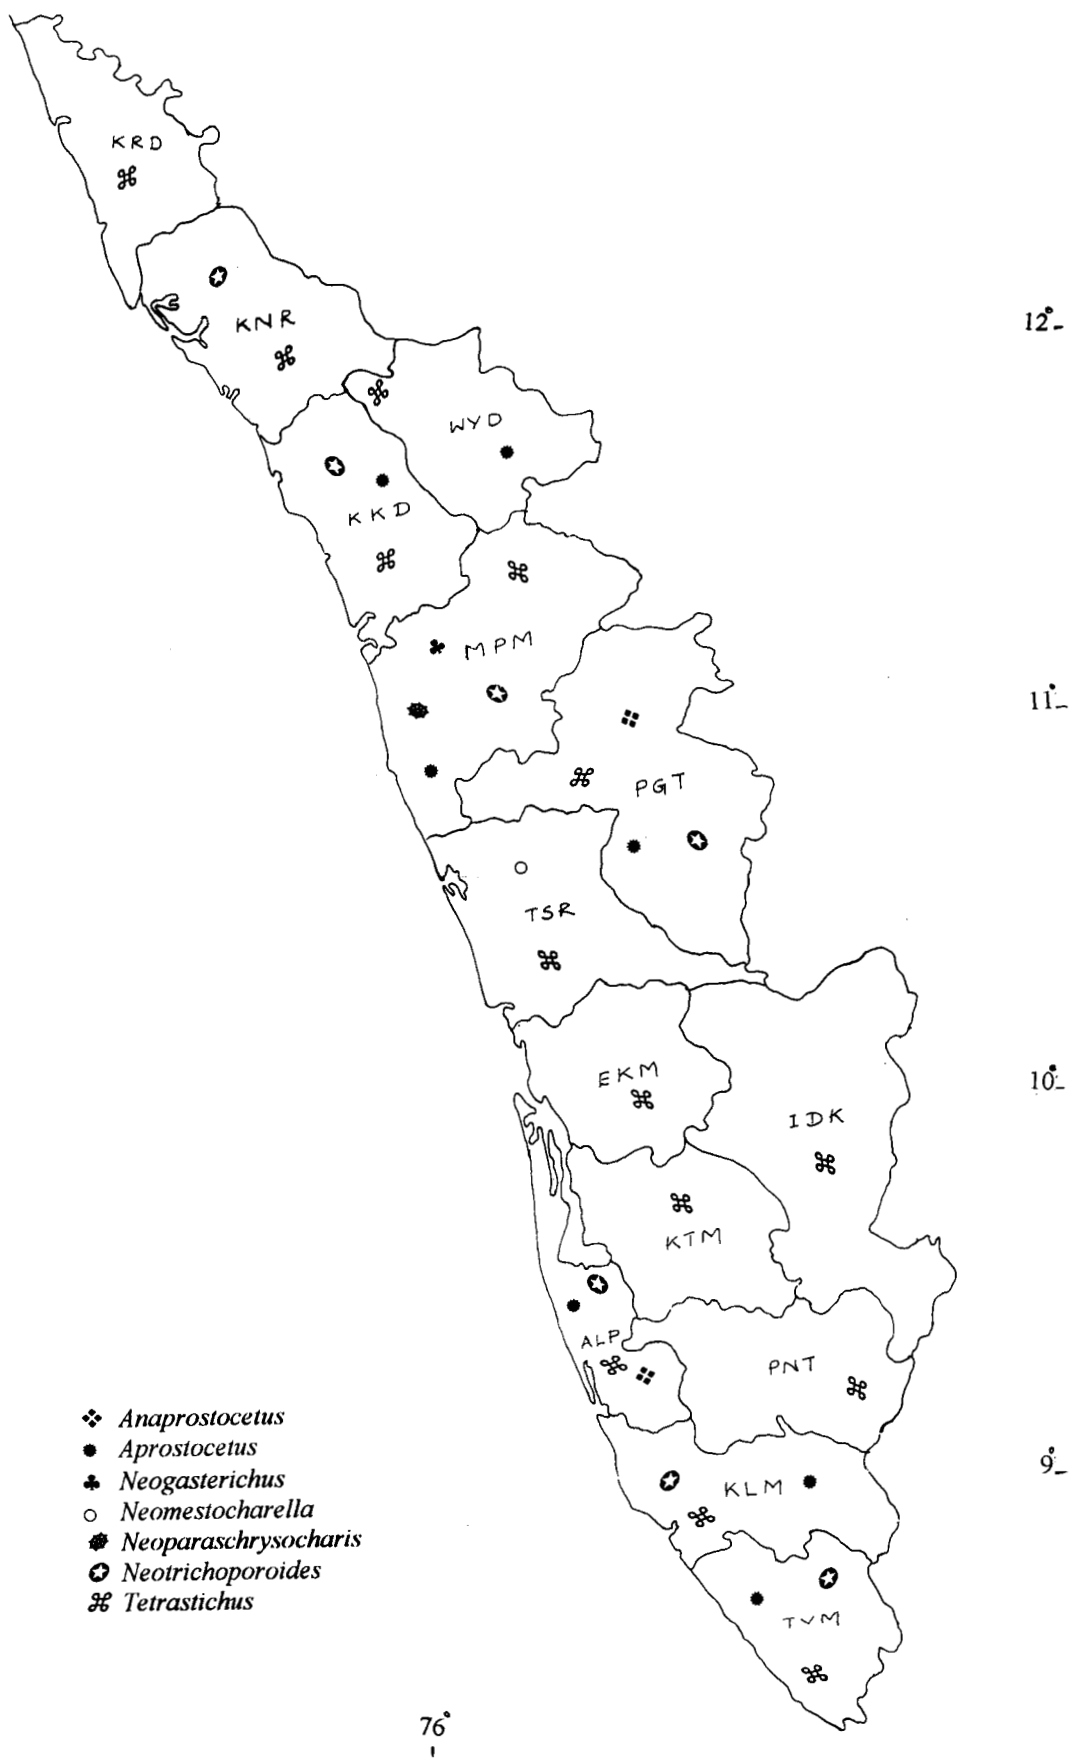 KRD
12°
KNR
WYD
KKD
MPM
11°
PGT
TSR
EKM
10°
IDK
KTM
ALP
PNT
Anaprostocetus
Aprostocetus
Neogasterichus
Neomestocharella
Neoparaschrysocharis
Neotrichoporoides
Tetrastichus
9°
KLM
TVM
76°